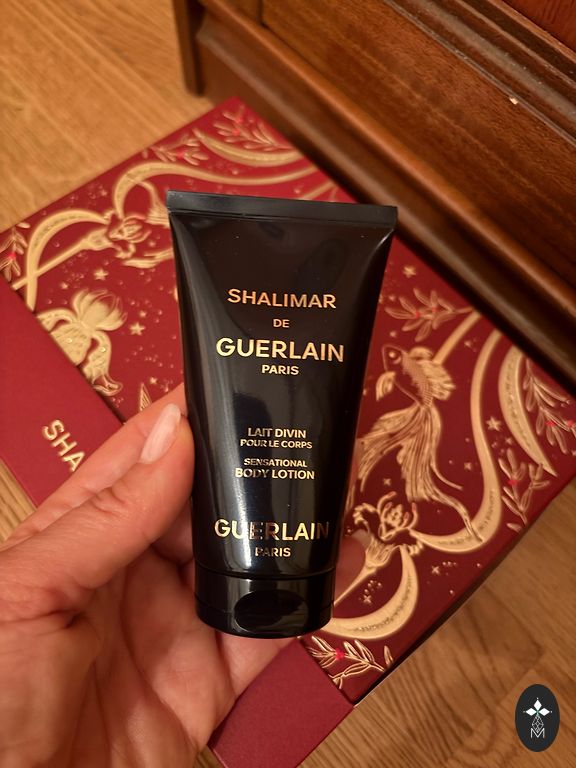 SHALIMAR
DE
GUERLAIN
PARIS
LAIT DIVIN
POUR LE CORPS
SENSATIONAL
BODY LOTION
GUERLAIN
PARIS
SHA
M